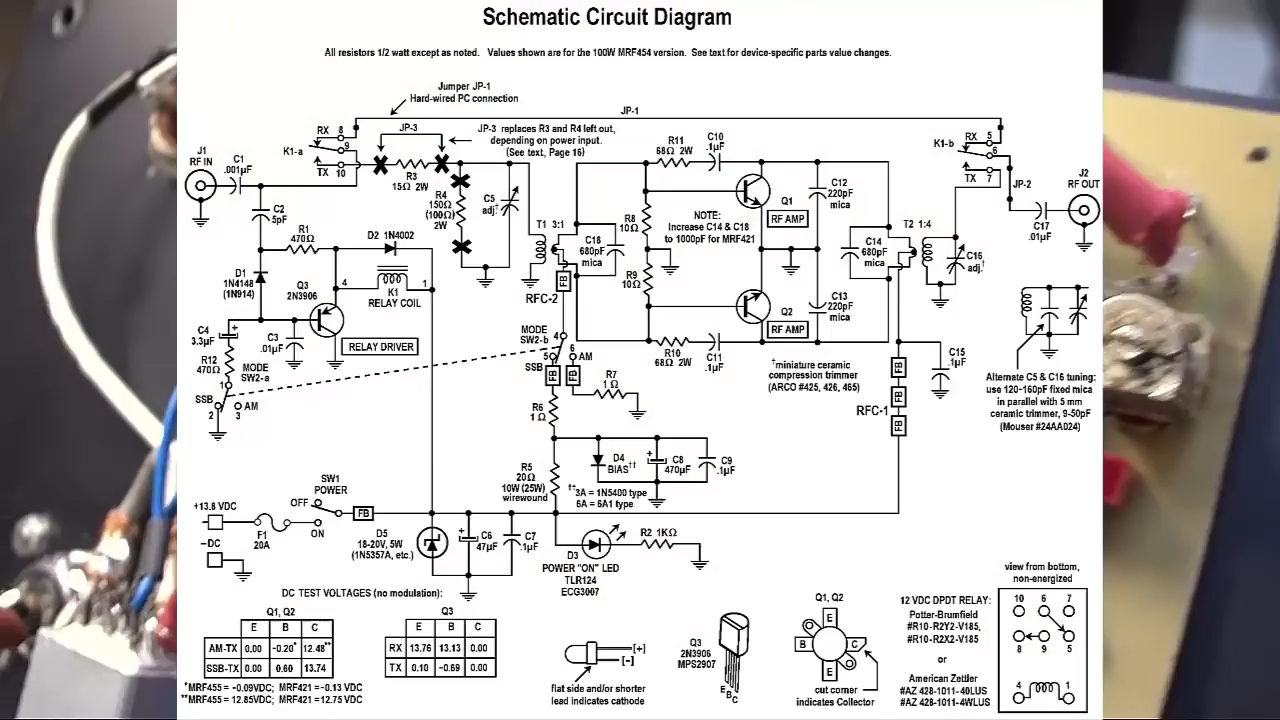 Schematic Circuit Diagram
All resistors 1/2 watt except as noted. Values shown are for the 100W MRF454 version. See text for device-specific parts value changes.
Jumper JP-1
Hard-wired PC connection
JP-1
RX 8
9
K1-a
TX 10
JP-3
JP-3 replaces R3 and R4 left out,
depending on power input.
(See text, Page 16)
R3
15Ω 2W
R4
150Ω
(100Ω)
2W
C5
adj.†
J1
RF IN
C1
.001µF
C2
5pF
R1
470Ω
D2 1N4002
D1
1N4148
(1N914)
Q3
2N3906
4
K1
RELAY COIL
1
RELAY DRIVER
C4
3.3µF
+
R12
470Ω
C3
.01µF
MODE
SW2-a
1
SSB
2
AM
3
T1 3:1
C18
680pF
mica
RFC-2
FB
MODE
SW2-b
4
5
6
SSB
AM
FB
FB
R7
1 Ω
R6
1 Ω
R11
68Ω 2W
C10
.1µF
R8
10Ω
R9
10Ω
NOTE:
Increase C14 & C18
to 1000pF for MRF421
Q1
RF AMP
C12
220pF
mica
Q2
RF AMP
C13
220pF
mica
R10
68Ω 2W
C11
.1µF
C14
680pF
mica
T2 1:4
C16
adj.†
K1-b
RX 5
6
TX 7
JP-2
J2
RF OUT
C17
.01µF
†miniature ceramic
compression trimmer
(ARCO #425, 426, 465)
FB
FB
FB
RFC-1
C15
.1µF
Alternate C5 & C16 tuning:
use 120-160pF fixed mica
in parallel with 5 mm
ceramic trimmer, 9-50pF
(Mouser #24AA024)
R5
20Ω
10W (25W)
wirewound
D4
BIAS††
+
C8
470µF
C9
.1µF
††3A = 1N5400 type
6A = 6A1 type
SW1
POWER
OFF
ON
FB
+13.8 VDC
−DC
F1
20A
D5
18-20V, 5W
(1N5357A, etc.)
+
C6
47µF
C7
.1µF
D3
POWER "ON" LED
TLR124
ECG3007
R2 1KΩ
DC TEST VOLTAGES (no modulation):
Q1, Q2
E B C
AM-TX 0.00 -0.20* 12.48**
SSB-TX 0.00 0.60 13.74
*MRF455 = -0.09VDC; MRF421 = -0.13 VDC
**MRF455 = 12.85VDC; MRF421 = 12.75 VDC
Q3
E B C
RX 13.76 13.13 0.00
TX 0.10 -0.69 0.00
[+]
[-]
flat side and/or shorter
lead indicates cathode
Q3
2N3906
MPS2907
E B C
Q1, Q2
E
B
C
E
cut corner
indicates Collector
12 VDC DPDT RELAY:
Potter-Brumfield
#R10-R2Y2-V185,
#R10-R2X2-V185
or
American Zettler
#AZ 428-1011-40LUS
#AZ 428-1011-4WLUS
view from bottom,
non-energized
10 6 7
8 9 5
4 1